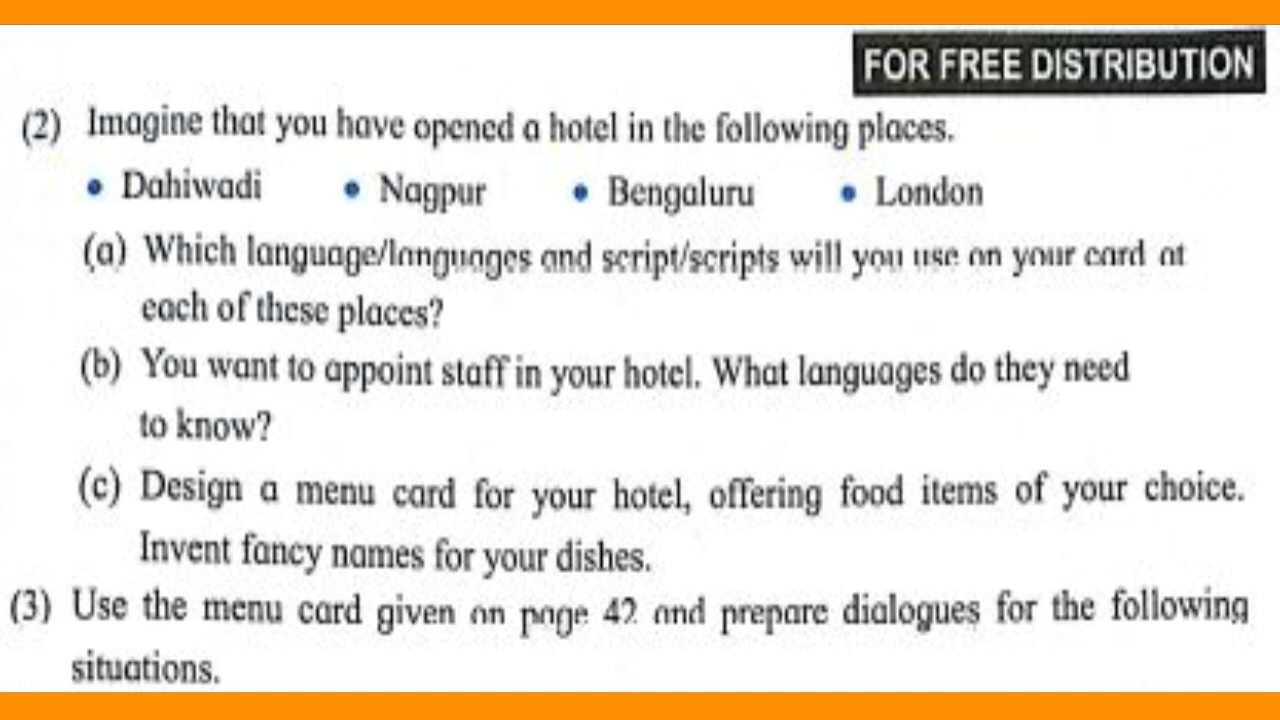 FOR FREE DISTRIBUTION
(2) Imagine that you have opened a hotel in the following places.
• Dahiwadi • Nagpur • Bengaluru • London
(a) Which language/languages and script/scripts will you use on your card at
each of these places?
(b) You want to appoint staff in your hotel. What languages do they need
to know?
(c) Design a menu card for your hotel, offering food items of your choice.
Invent fancy names for your dishes.
(3) Use the menu card given on page 42 and prepare dialogues for the following
situations.